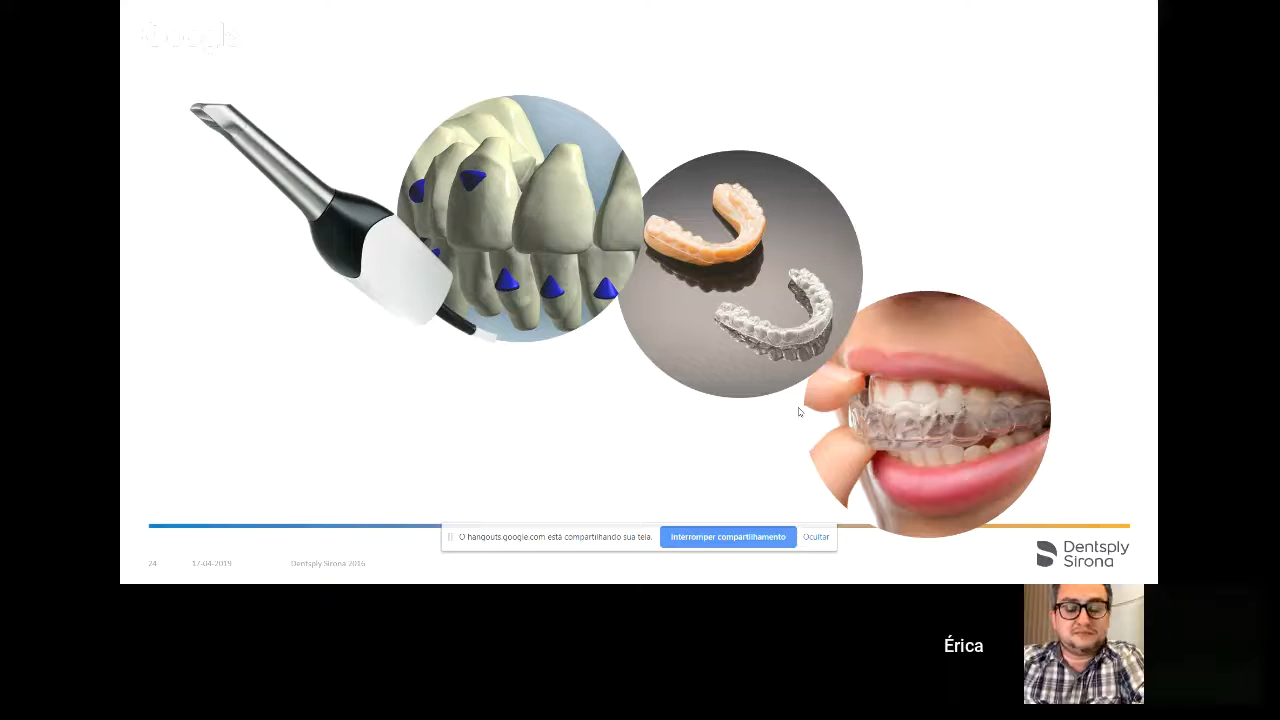 Google
O hangouts.google.com está compartilhando sua tela.
Interromper compartilhamento
Ocultar
24
17-04-2019
Dentsply Sirona 2016
Dentsply
Sirona
Érica